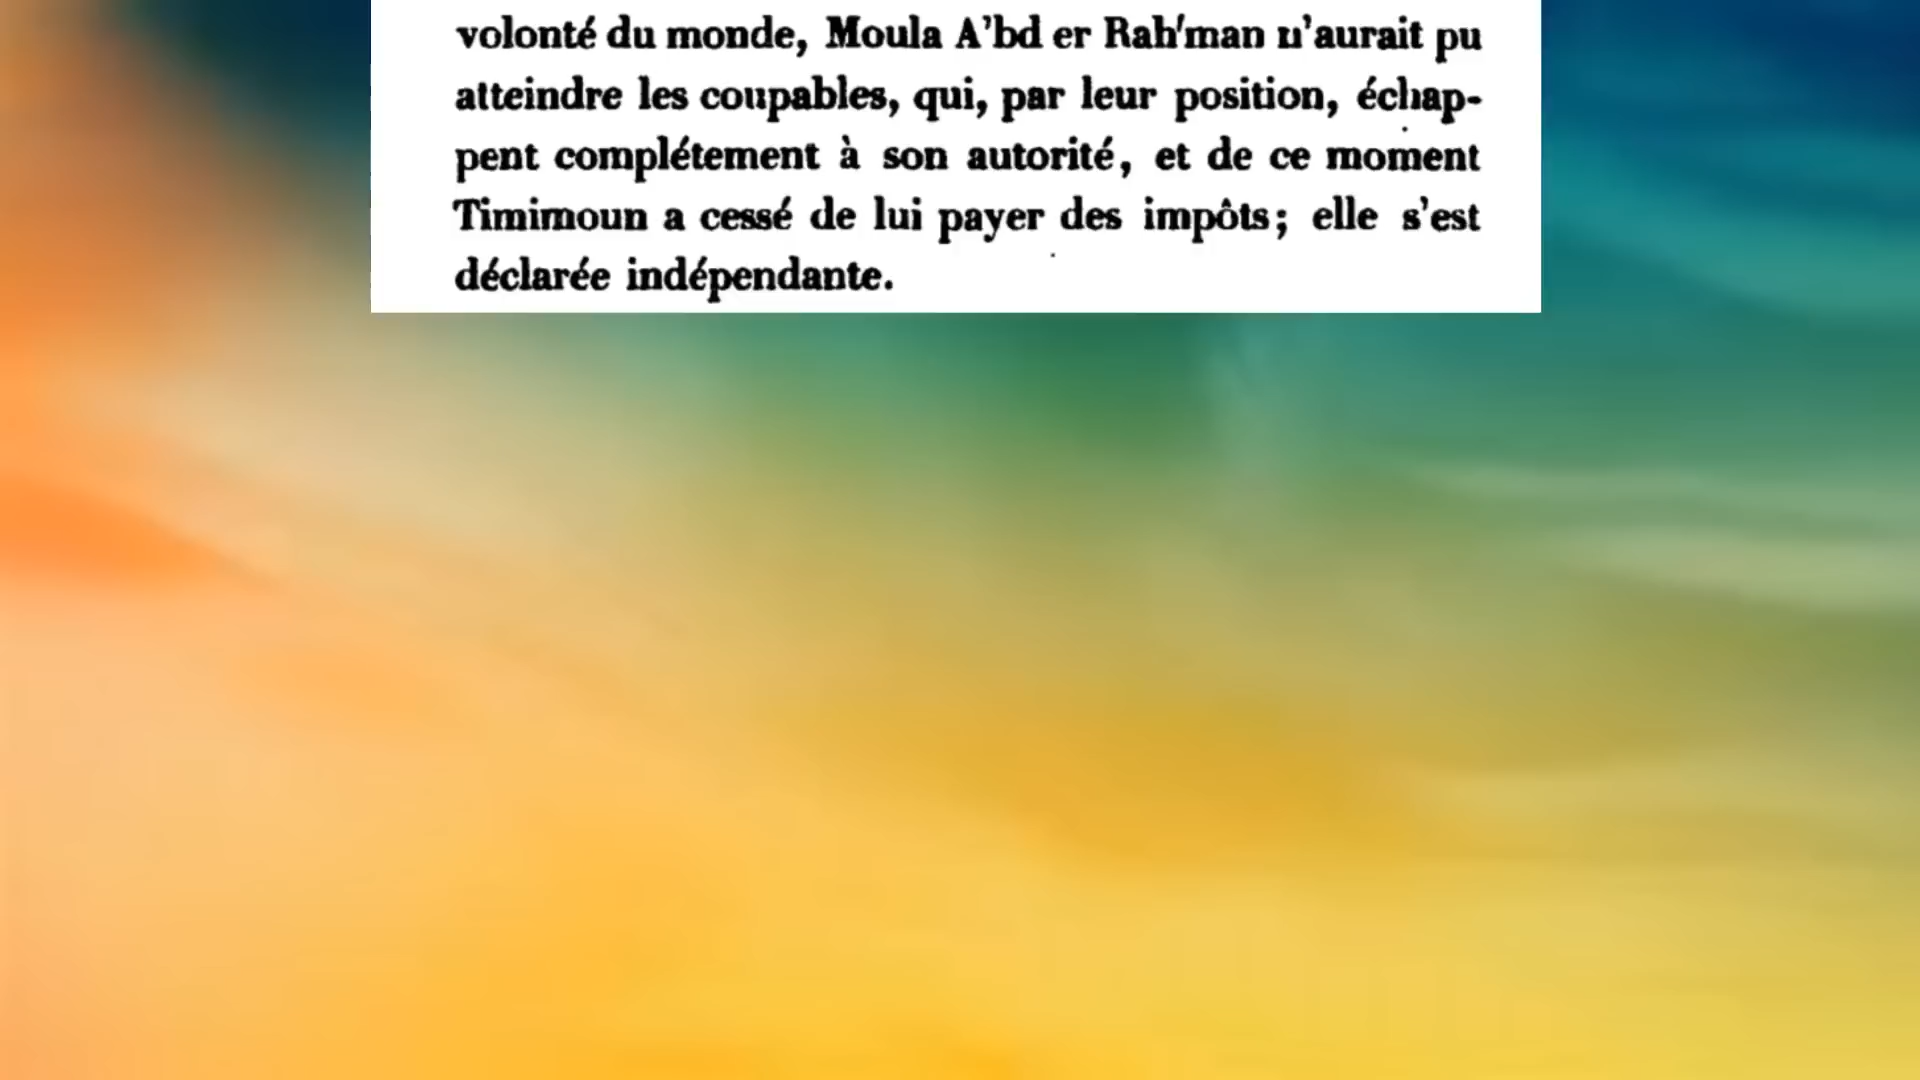 volonté du monde, Moula A'bd er Rah'man n'aurait pu
atteindre les coupables, qui, par leur position, échap-
pent complétement à son autorité, et de ce moment
Timimoun a cessé de lui payer des impôts; elle s'est
déclarée indépendante.